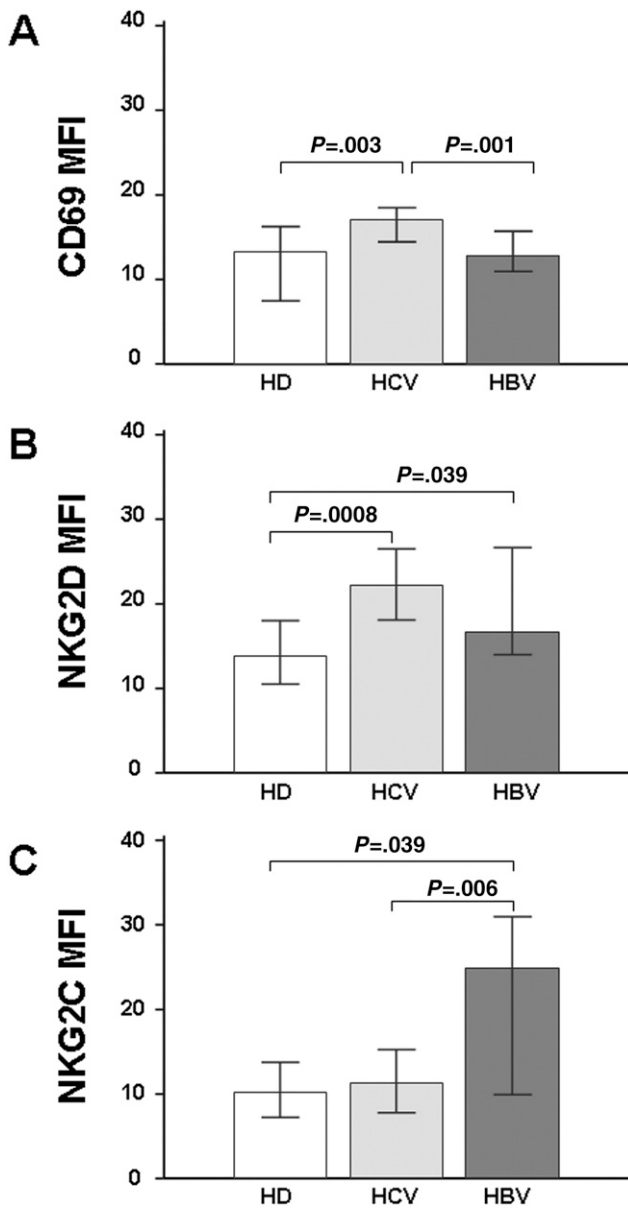 A
CD69 MFI
40
30
20
10
0
P=.003
P=.001
HD
HCV
HBV
B
NKG2D MFI
40
30
20
10
0
P=.039
P=.0008
HD
HCV
HBV
C
NKG2C MFI
40
30
20
10
0
P=.039
P=.006
HD
HCV
HBV